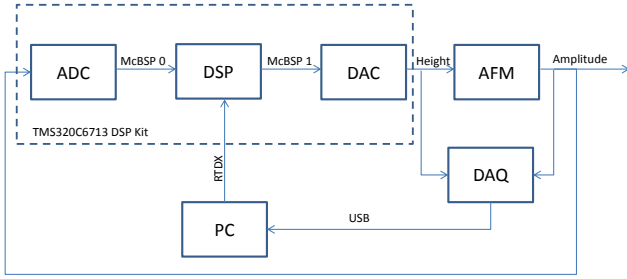 McBSP 0
McBSP 1
Height
Amplitude
ADC
DSP
DAC
AFM
TMS320C6713 DSP Kit
RTDX
DAQ
PC
USB